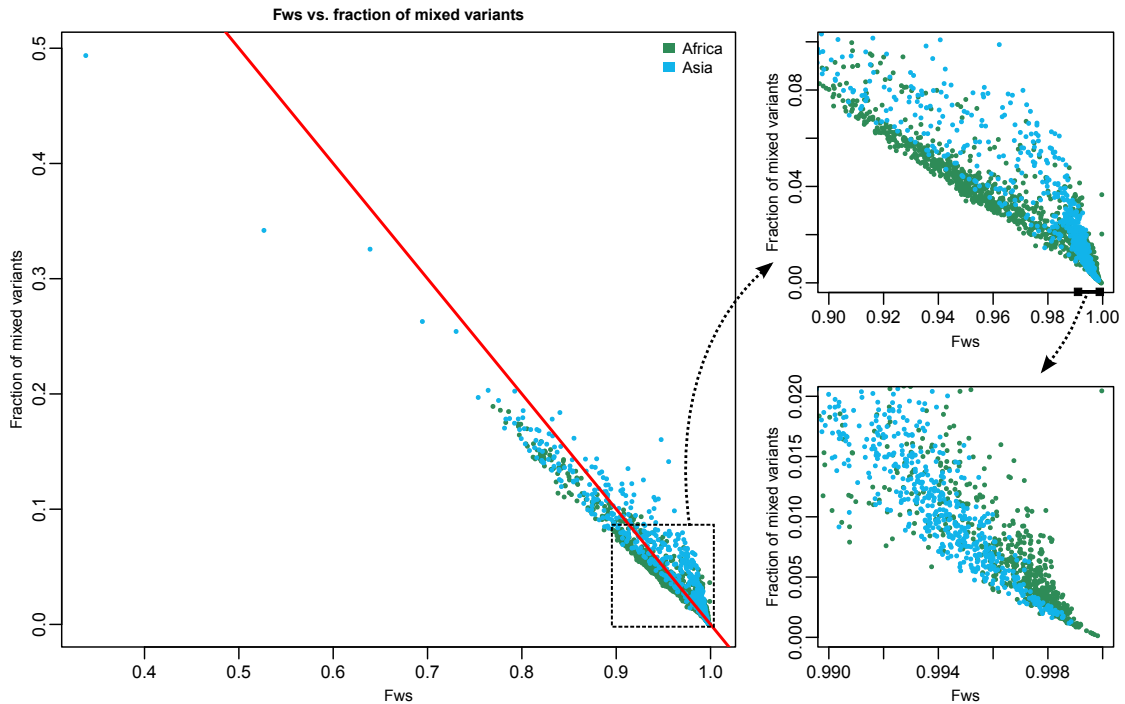 Fws vs. fraction of mixed variants
Africa
Asia
Fraction of mixed variants
0.5
0.4
0.3
0.2
0.1
0.0
0.4 0.5 0.6 0.7 0.8 0.9 1.0
Fws
Fraction of mixed variants
0.08
0.04
0.00
0.90 0.92 0.94 0.96 0.98 1.00
Fws
Fraction of mixed variants
0.020
0.015
0.010
0.005
0.000
0.990 0.994 0.998
Fws